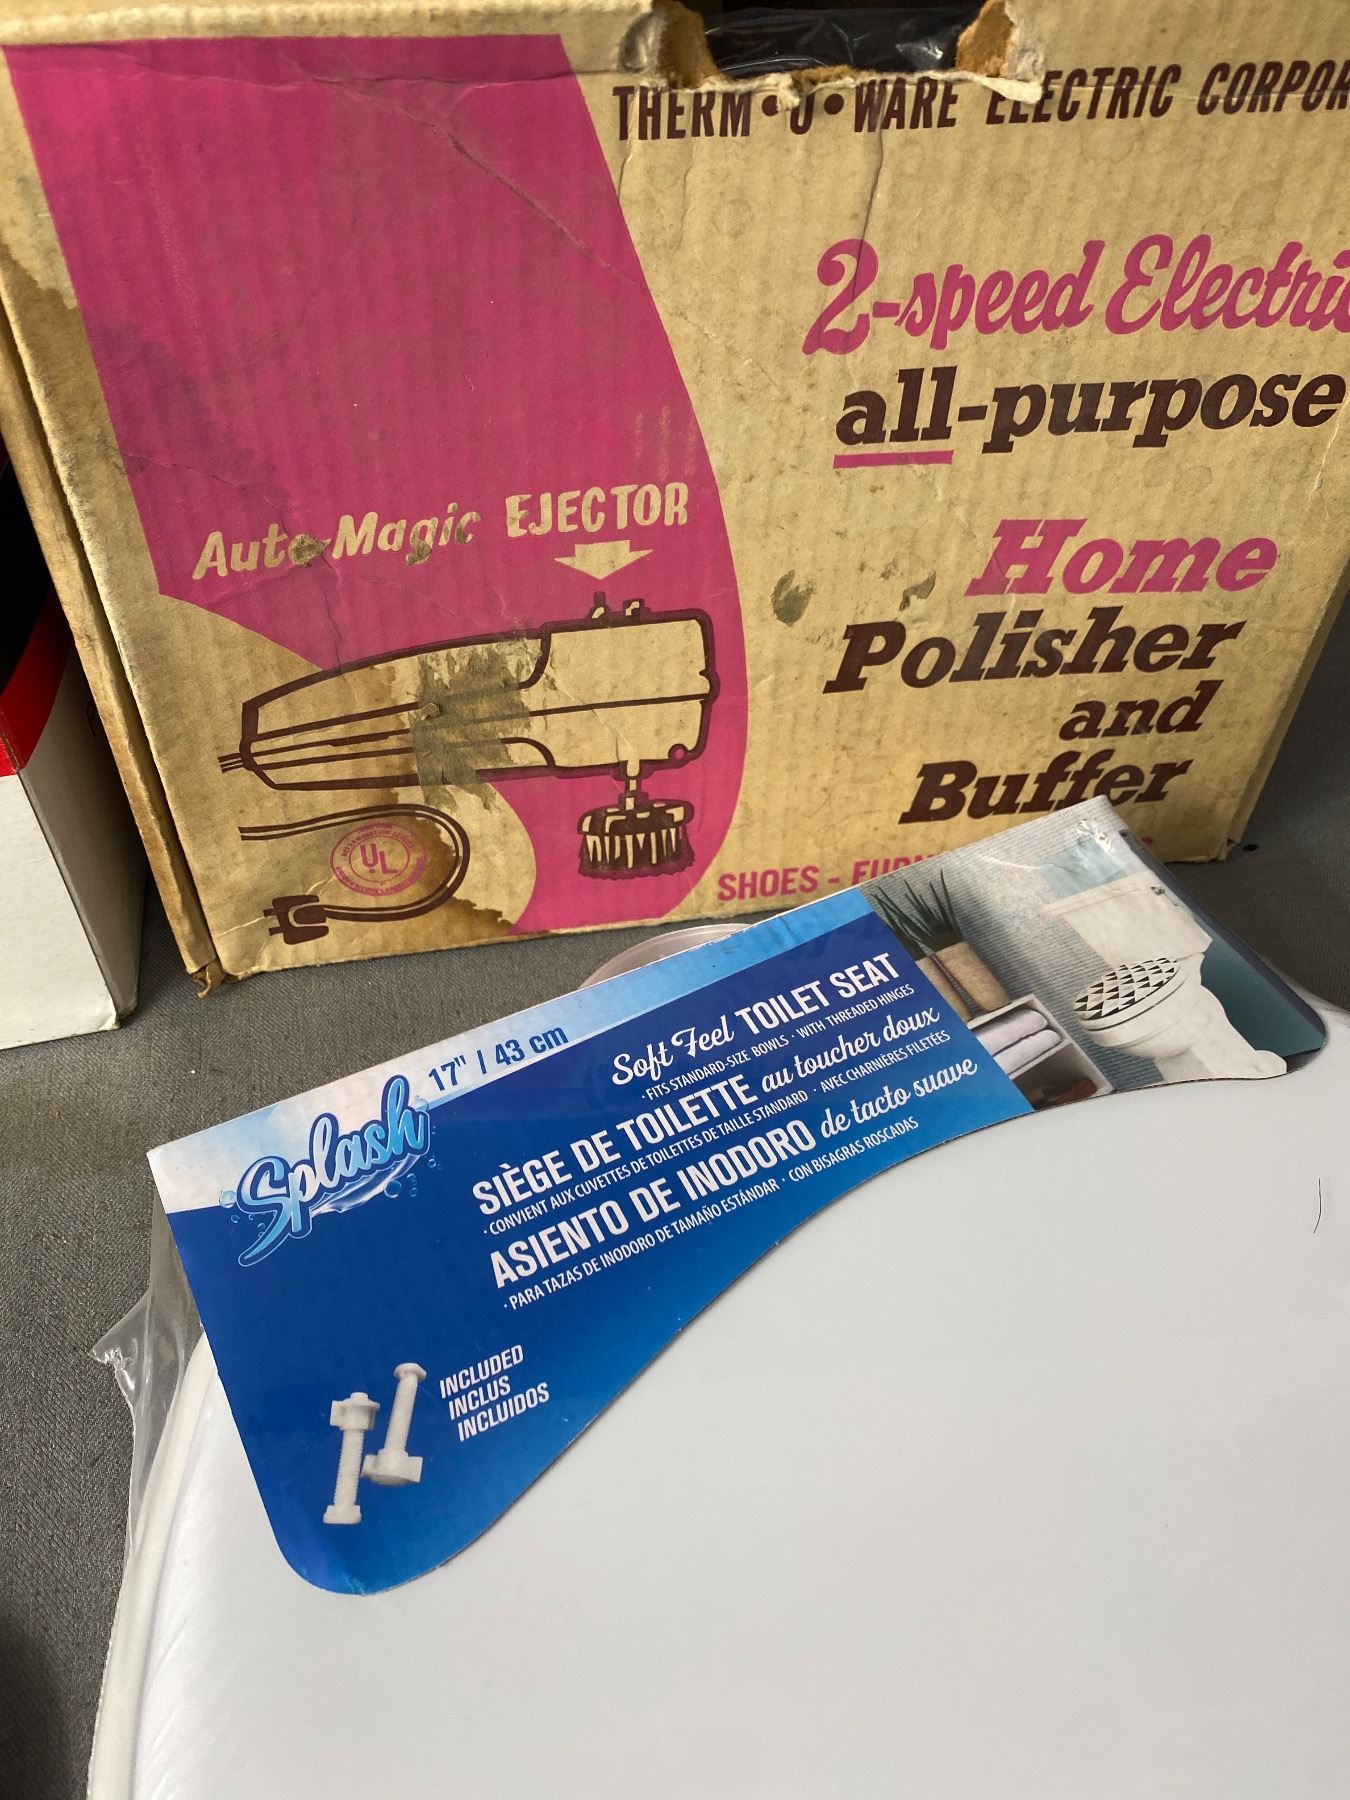 THERM•O•WARE ELECTRIC
2-speed Electric
all-purpose
Auto-Magic EJECTOR
Home
Polisher
and
Buffer
UL
SHOES -
Splash
17" / 43 cm
Soft Feel TOILET SEAT
· FITS STANDARD-SIZE BOWLS · WITH THREADED HINGES
SIÈGE DE TOILETTE au toucher doux
· CONVIENT AUX CUVETTES DE TOILETTES DE TAILLE STANDARD · AVEC CHARNIÈRES FILETÉES
ASIENTO DE INODORO de tacto suave
· PARA TAZAS DE INODORO DE TAMAÑO ESTÁNDAR · CON BISAGRAS ROSCADAS
INCLUDED
INCLUS
INCLUIDOS